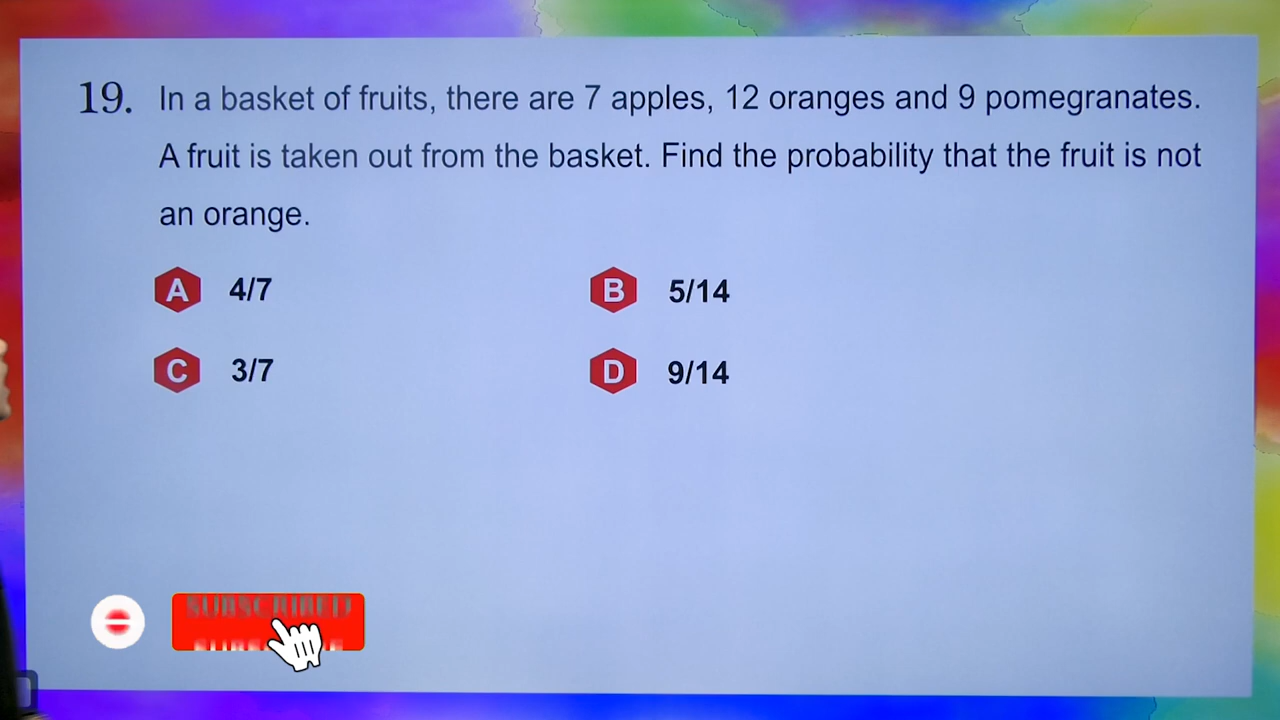 19. In a basket of fruits, there are 7 apples, 12 oranges and 9 pomegranates.
A fruit is taken out from the basket. Find the probability that the fruit is not
an orange.
A 4/7 B 5/14
C 3/7 D 9/14
SUBSCRIBED